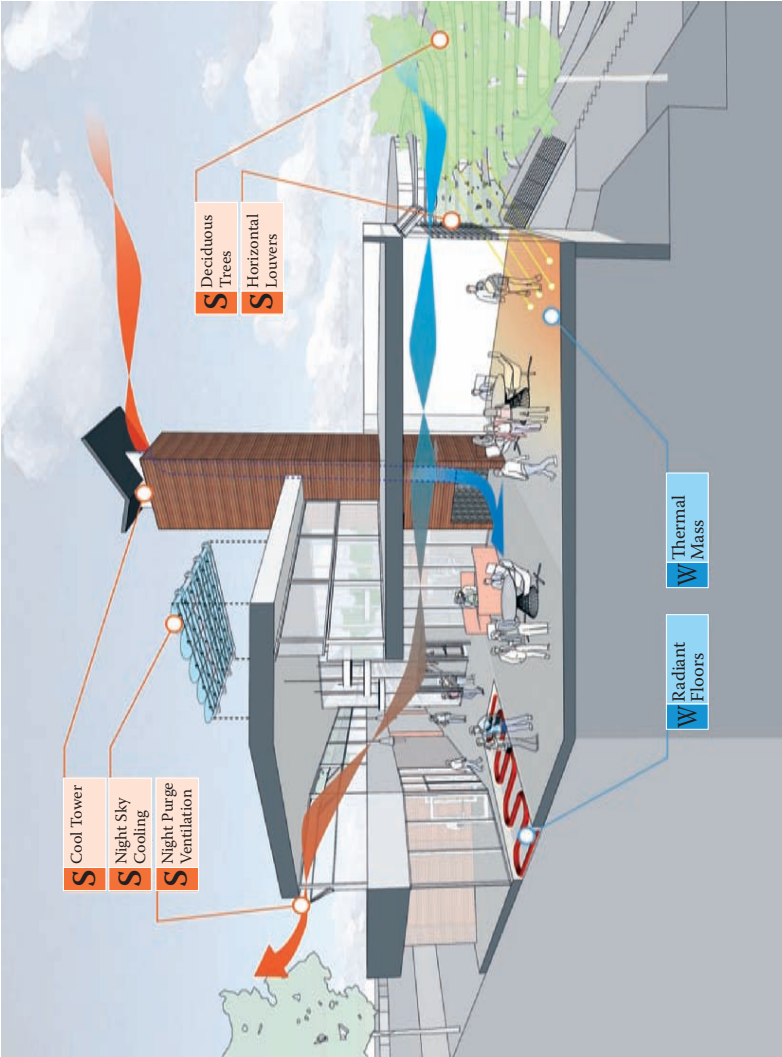 S Cool Tower
S Night Sky
Cooling
S Night Purge
Ventilation
S Deciduous
Trees
S Horizontal
Louvers
W Radiant
Floors
W Thermal
Mass